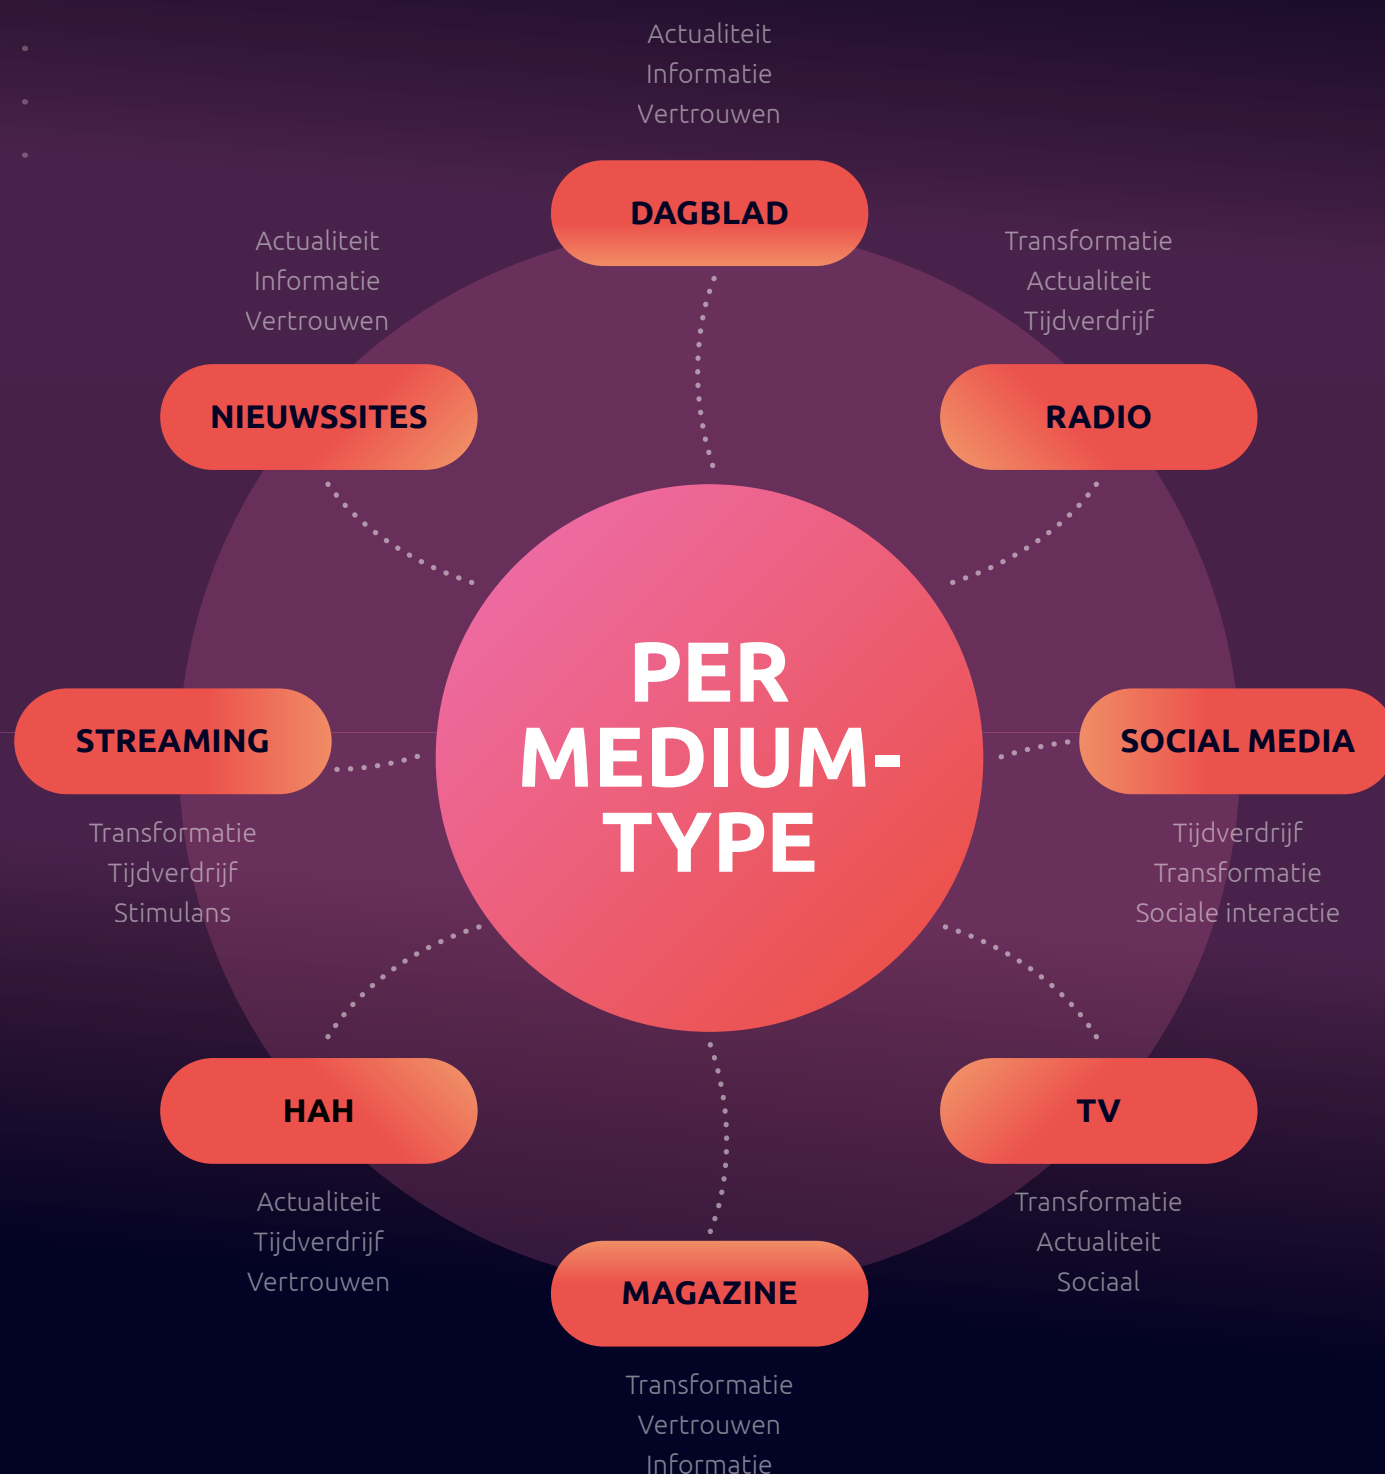 Actualiteit
Informatie
Vertrouwen
DAGBLAD
Actualiteit
Informatie
Vertrouwen
NIEUWSSITES
Transformatie
Actualiteit
Tijdverdrijf
RADIO
PER
MEDIUM-
TYPE
STREAMING
Transformatie
Tijdverdrijf
Stimulans
SOCIAL MEDIA
Tijdverdrijf
Transformatie
Sociale interactie
HAH
Actualiteit
Tijdverdrijf
Vertrouwen
TV
Transformatie
Actualiteit
Sociaal
MAGAZINE
Transformatie
Vertrouwen
Informatie